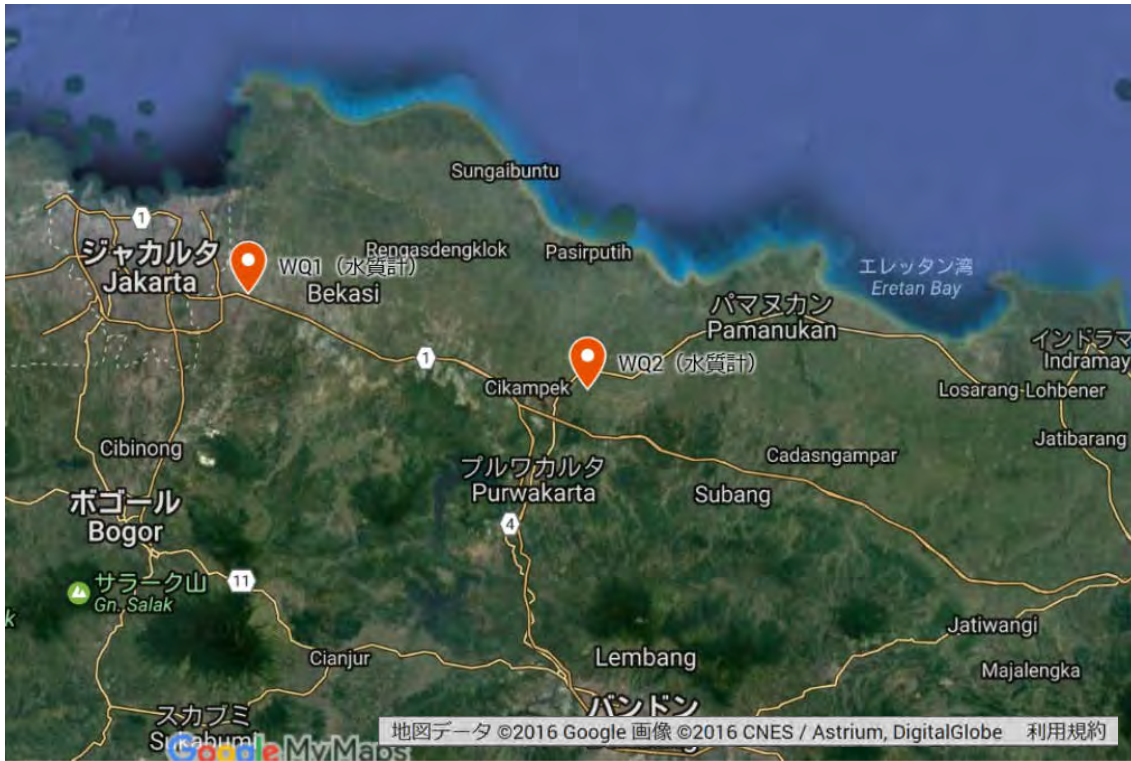 Sungaibuntu
1
ジャカルタ
Jakarta
WQ1（水質計）
Rengasdengklok
Pasirputih
Bekasi
エレッタン湾
Eretan Bay
パマヌカン
Pamanukan
インドラマ
Indramay
1
WQ2（水質計）
Cikampek
Losarang-Lohbener
Jatibarang
Cibinong
Cadasngampar
プルワカルタ
Purwakarta
Subang
ボゴール
Bogor
4
サラーク山
Gn. Salak
11
k
Jatiwangi
Cianjur
Lembang
Majalengka
バンドン
スカブミ
Sukabumi
Google My Maps
地図データ ©2016 Google 画像 ©2016 CNES / Astrium, DigitalGlobe 利用規約